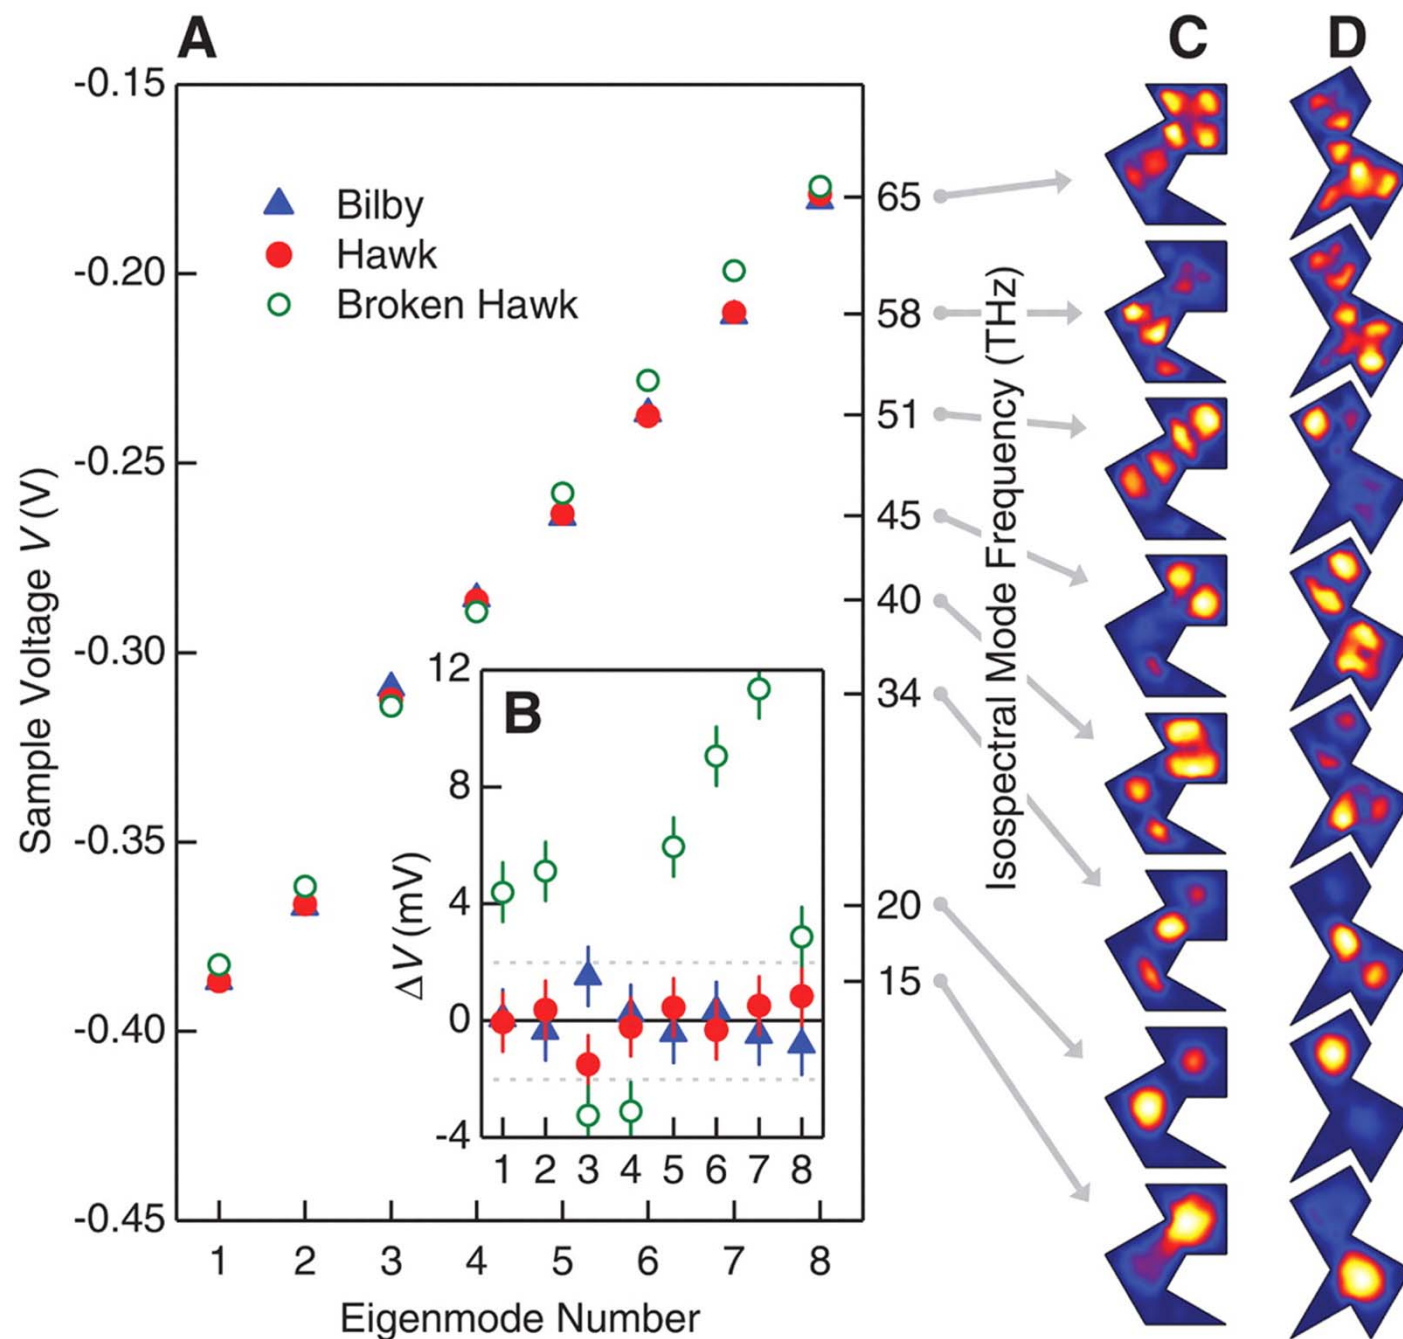 A
C
D
-0.15
-0.20
-0.25
-0.30
-0.35
-0.40
-0.45
Sample Voltage V (V)
Bilby
Hawk
Broken Hawk
65
58
51
45
40
34
20
15
Isospectral Mode Frequency (THz)
B
12
8
4
0
-4
ΔV (mV)
1 2 3 4 5 6 7 8
1 2 3 4 5 6 7 8
Eigenmode Number